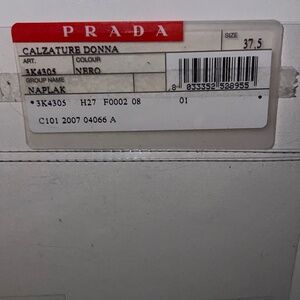 PRADA
CALZATURE DONNA
SIZE 37.5
ART. COLOUR
3K4305 NERO
GROUP NAME
NAPLAK
8 033352 528955
*3K4305 H27 F0002 08 01 *
C101 2007 04066 A